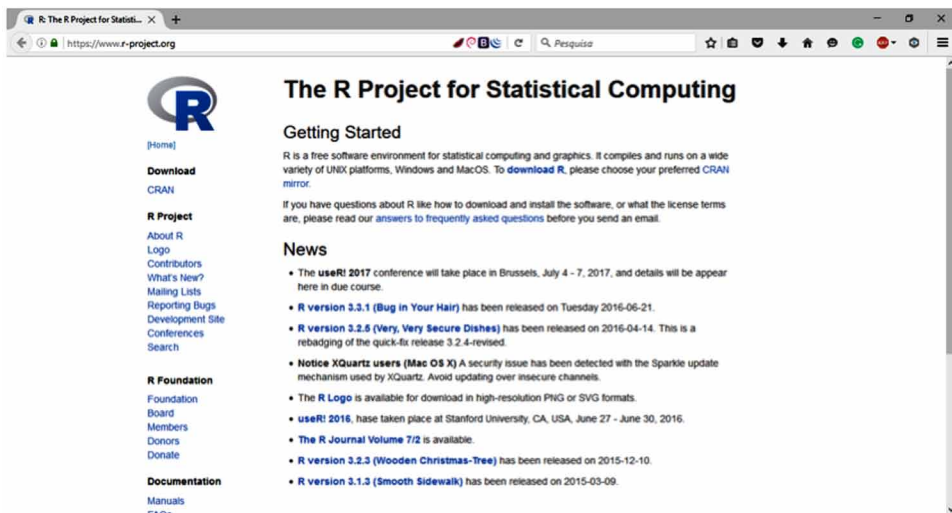 R: The R Project for Statisti...
https://www.r-project.org
Pesquisa
R
[Home]
Download
CRAN
R Project
About R
Logo
Contributors
What's New?
Mailing Lists
Reporting Bugs
Development Site
Conferences
Search
R Foundation
Foundation
Board
Members
Donors
Donate
Documentation
Manuals
FAQs
The R Project for Statistical Computing
Getting Started
R is a free software environment for statistical computing and graphics. It compiles and runs on a wide
variety of UNIX platforms, Windows and MacOS. To download R, please choose your preferred CRAN
mirror.
If you have questions about R like how to download and install the software, or what the license terms
are, please read our answers to frequently asked questions before you send an email.
News
• The useR! 2017 conference will take place in Brussels, July 4 - 7, 2017, and details will be appear
here in due course.
• R version 3.3.1 (Bug in Your Hair) has been released on Tuesday 2016-06-21.
• R version 3.2.5 (Very, Very Secure Dishes) has been released on 2016-04-14. This is a
rebadging of the quick-fix release 3.2.4-revised.
• Notice XQuartz users (Mac OS X) A security issue has been detected with the Sparkle update
mechanism used by XQuartz. Avoid updating over insecure channels.
• The R Logo is available for download in high-resolution PNG or SVG formats.
• useR! 2016, hase taken place at Stanford University, CA, USA, June 27 - June 30, 2016.
• The R Journal Volume 7/2 is available.
• R version 3.2.3 (Wooden Christmas-Tree) has been released on 2015-12-10.
• R version 3.1.3 (Smooth Sidewalk) has been released on 2015-03-09.